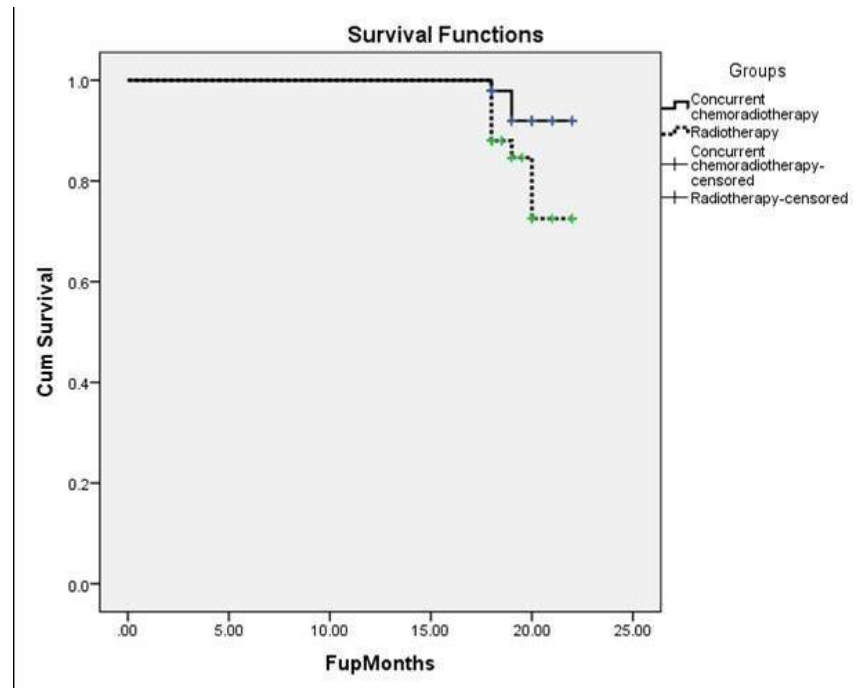 Survival Functions
Groups
Concurrent
chemoradiotherapy
Radiotherapy
Concurrent
chemoradiotherapy-
censored
Radiotherapy-censored
Cum Survival
1.0
0.8
0.6
0.4
0.2
0.0
.00 5.00 10.00 15.00 20.00 25.00
FupMonths